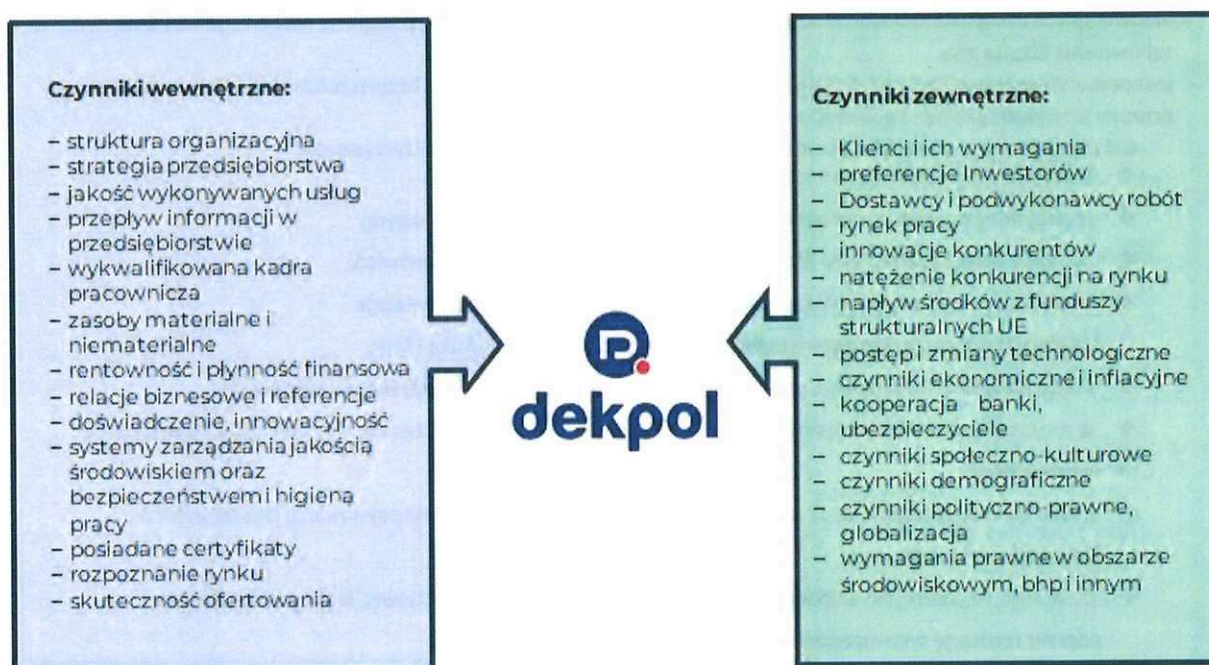 Czynniki wewnętrzne:
– struktura organizacyjna
– strategia przedsiębiorstwa
– jakość wykonywanych usług
– przepływ informacji w
przedsiębiorstwie
– wykwalifikowana kadra
pracownicza
– zasoby materialne i
niematerialne
– rentowność i płynność finansowa
– relacje biznesowe i referencje
– doświadczenie, innowacyjność
– systemy zarządzania jakością
środowiskiem oraz
bezpieczeństwem i higieną
pracy
– posiadane certyfikaty
– rozpoznanie rynku
– skuteczność ofertowania
dekpol
Czynniki zewnętrzne:
– Klienci i ich wymagania
– preferencje Inwestorów
– Dostawcy i podwykonawcy robót
– rynek pracy
– innowacje konkurentów
– natężenie konkurencji na rynku
– napływ środków z funduszy
strukturalnych UE
– postęp i zmiany technologiczne
– czynniki ekonomiczne i inflacyjne
– kooperacja banki,
ubezpieczyciele
– czynniki społeczno-kulturowe
– czynniki demograficzne
– czynniki polityczno-prawne,
globalizacja
– wymagania prawne w obszarze
środowiskowym, bhp i innym